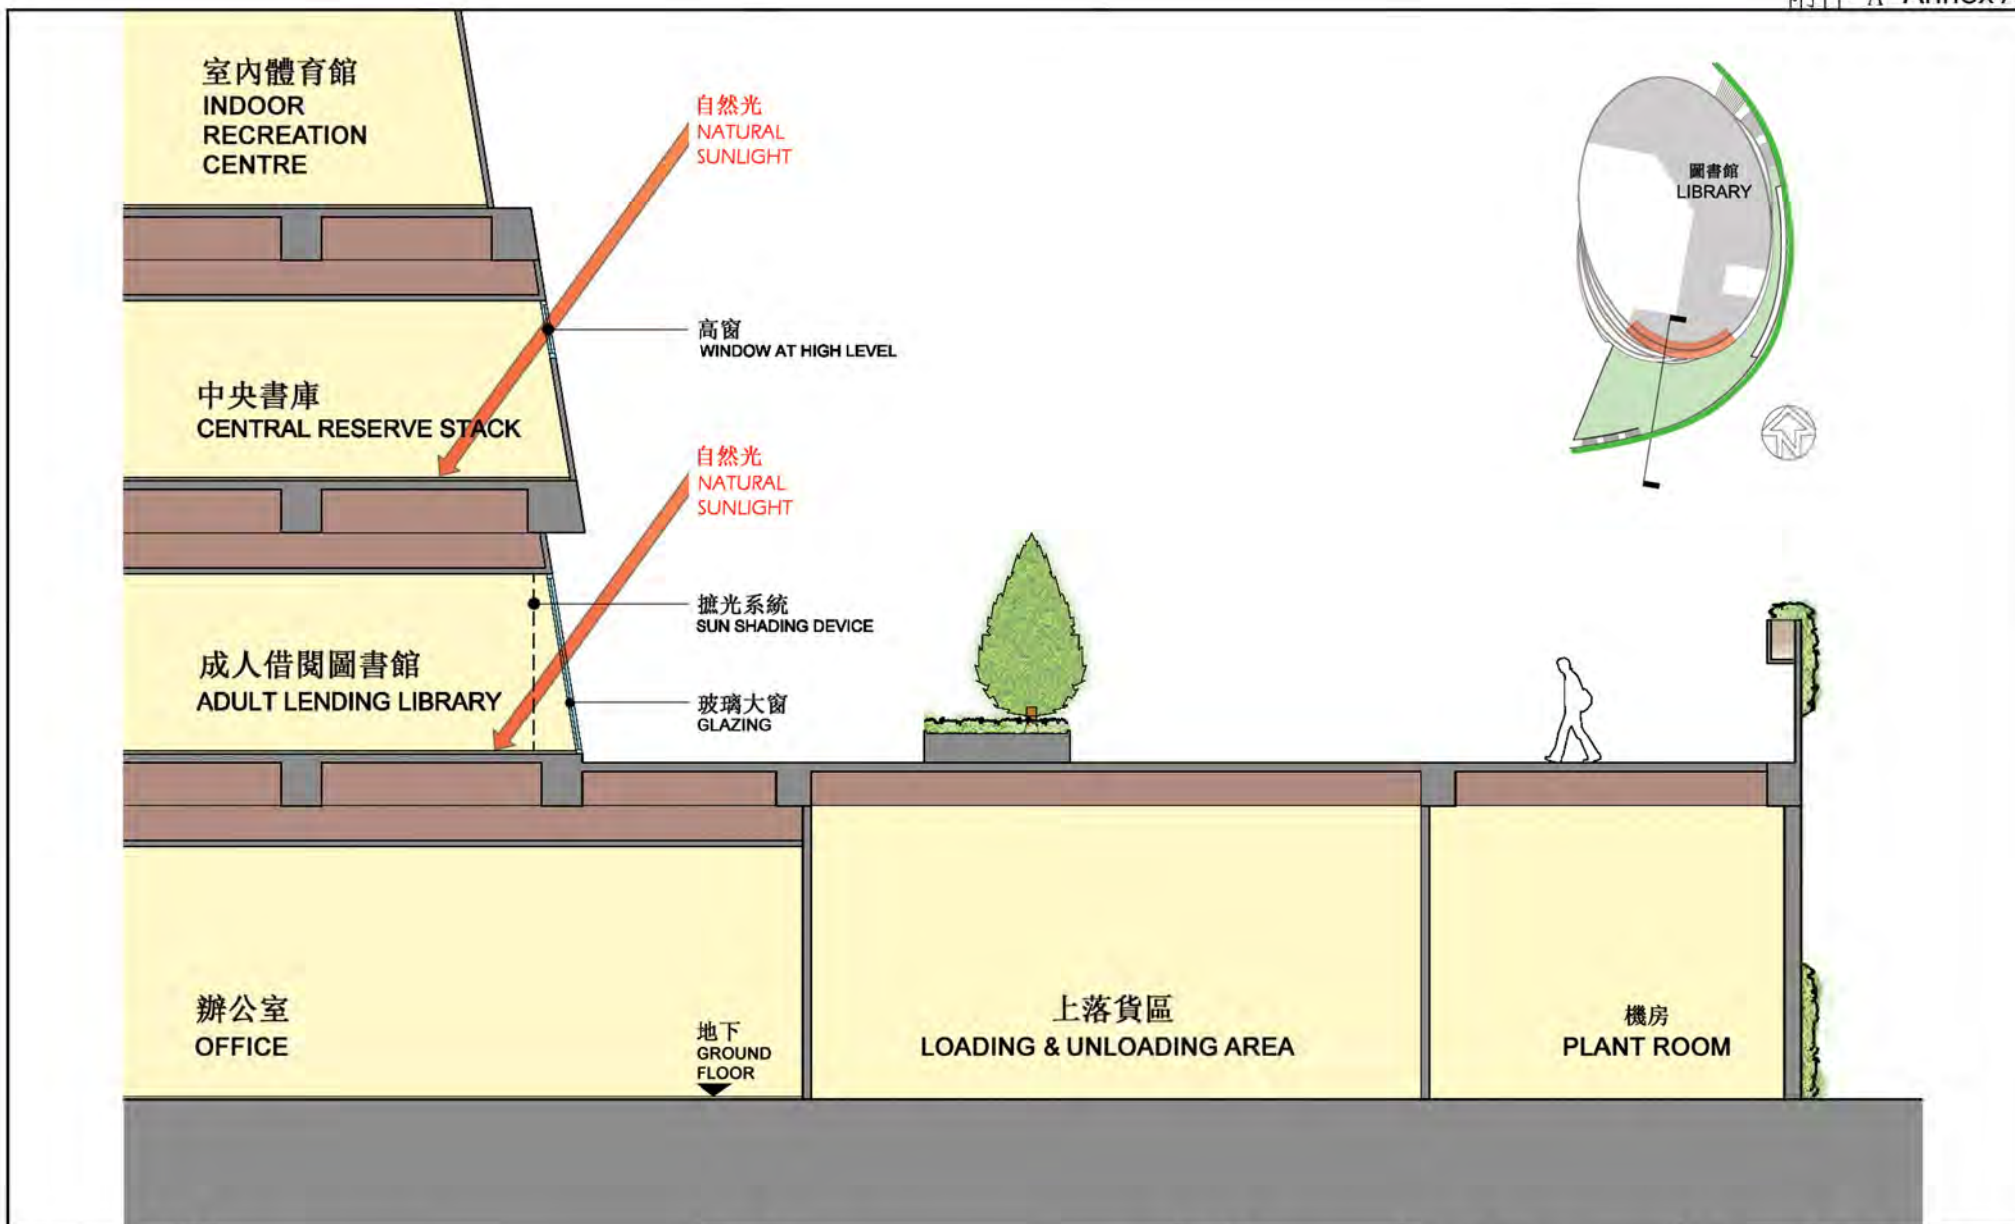 Annex
室內體育館
INDOOR
RECREATION
CENTRE
自然光
NATURAL
SUNLIGHT
圖書館
LIBRARY
高窗
WINDOW AT HIGH LEVEL
中央書庫
CENTRAL RESERVE STACK
N
自然光
NATURAL
SUNLIGHT
摭光系統
SUN SHADING DEVICE
成人借閱圖書館
ADULT LENDING LIBRARY
玻璃大窗
GLAZING
辦公室
OFFICE
地下
GROUND
FLOOR
上落貨區
LOADING & UNLOADING AREA
機房
PLANT ROOM